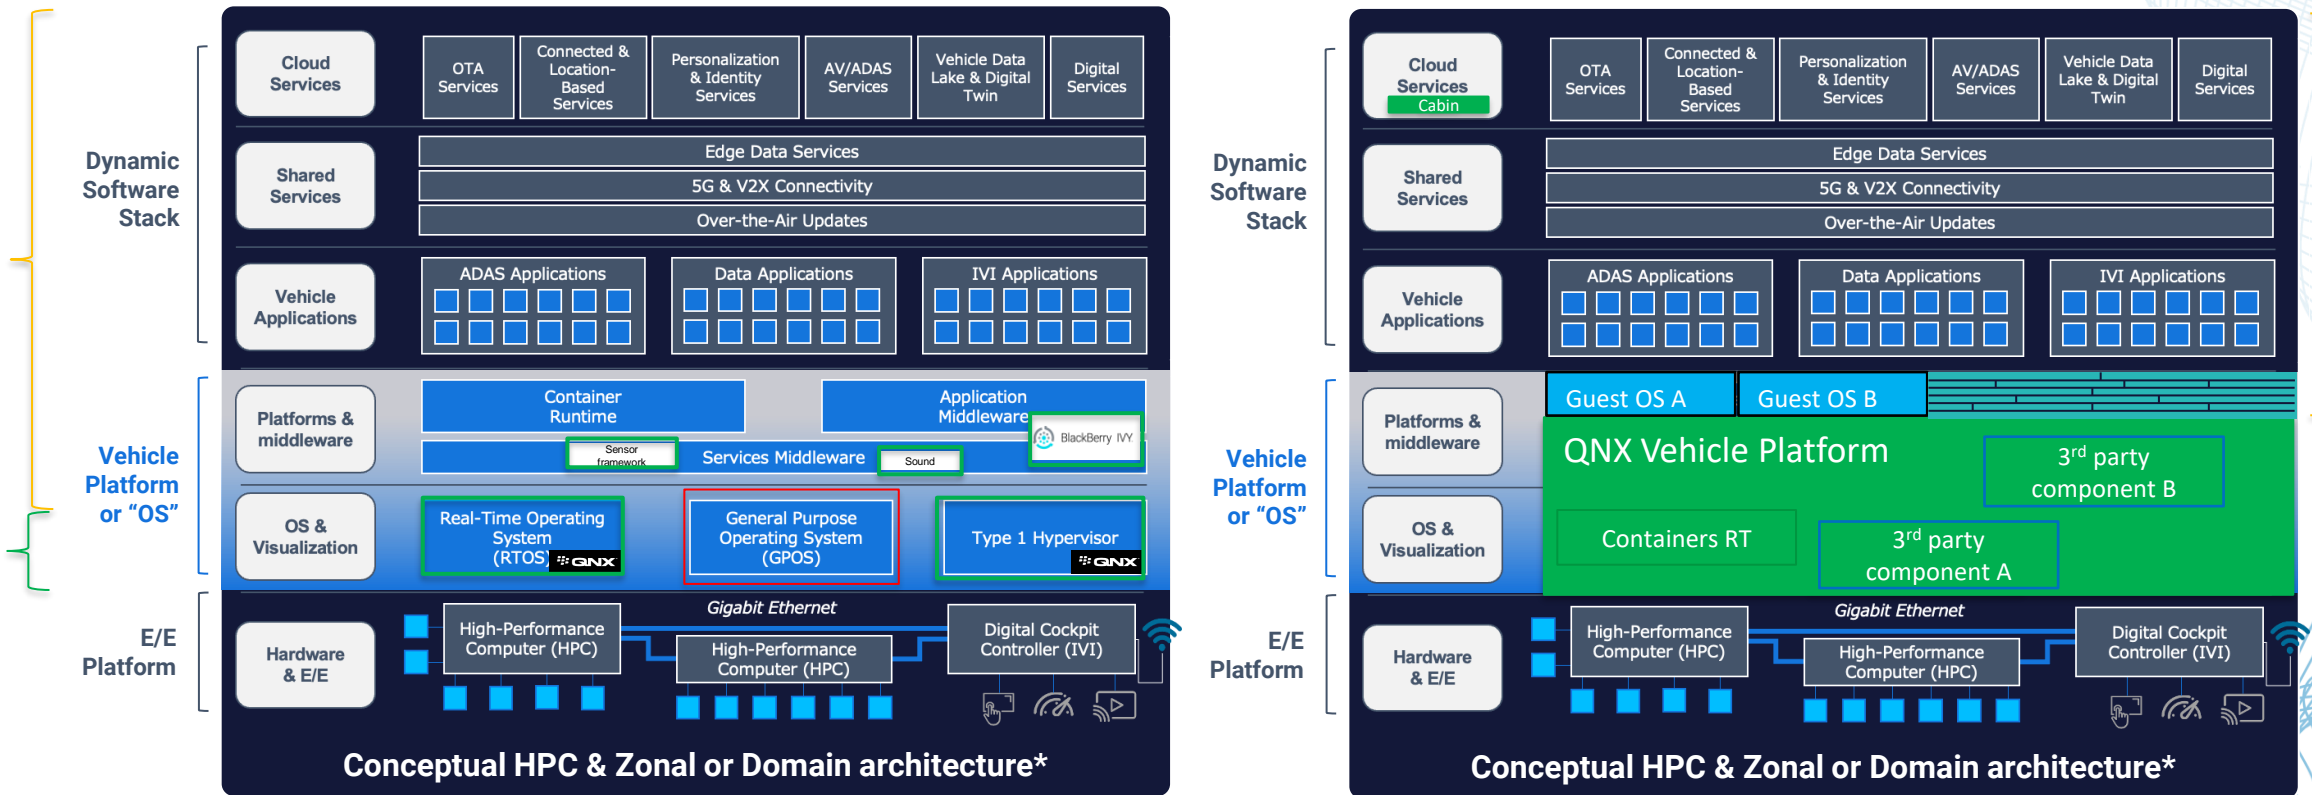 Dynamic
Software
Stack
Vehicle
Platform
or “OS”
E/E
Platform
Cloud
Services
OTA
Services
Connected &
Location-
Based
Services
Personalization
& Identity
Services
AV/ADAS
Services
Vehicle Data
Lake & Digital
Twin
Digital
Services
Shared
Services
Edge Data Services
5G & V2X Connectivity
Over-the-Air Updates
Vehicle
Applications
ADAS Applications
Data Applications
IVI Applications
Platforms &
middleware
Container
Runtime
Application
Middleware
BlackBerry IVY
Sensor
framework
Services Middleware
Sound
OS &
Visualization
Real-Time Operating
System
(RTOS)
QNX
General Purpose
Operating System
(GPOS)
Type 1 Hypervisor
QNX
Hardware
& E/E
Gigabit Ethernet
High-Performance
Computer (HPC)
High-Performance
Computer (HPC)
Digital Cockpit
Controller (IVI)
Conceptual HPC & Zonal or Domain architecture*
Dynamic
Software
Stack
Vehicle
Platform
or “OS”
E/E
Platform
Cloud
Services
Cabin
OTA
Services
Connected &
Location-
Based
Services
Personalization
& Identity
Services
AV/ADAS
Services
Vehicle Data
Lake & Digital
Twin
Digital
Services
Shared
Services
Edge Data Services
5G & V2X Connectivity
Over-the-Air Updates
Vehicle
Applications
ADAS Applications
Data Applications
IVI Applications
Platforms &
middleware
Guest OS A
Guest OS B
QNX Vehicle Platform
3rd party
component B
OS &
Visualization
Containers RT
3rd party
component A
Hardware
& E/E
Gigabit Ethernet
High-Performance
Computer (HPC)
High-Performance
Computer (HPC)
Digital Cockpit
Controller (IVI)
Conceptual HPC & Zonal or Domain architecture*